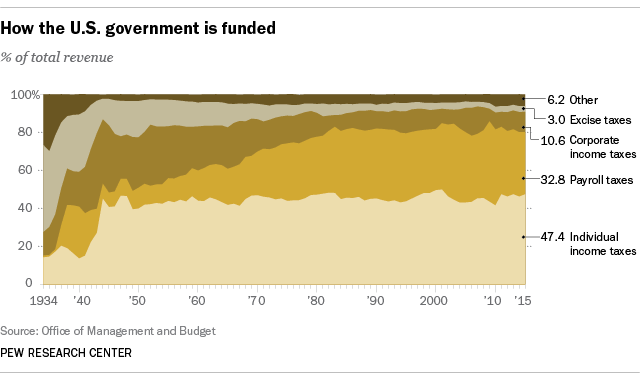 How the U.S. government is funded
% of total revenue
100%
80
60
40
20
0
1934 '40 '50 '60 '70 '80 '90 2000 '10 '15
6.2 Other
3.0 Excise taxes
10.6 Corporate
income taxes
32.8 Payroll taxes
47.4 Individual
income taxes
Source: Office of Management and Budget
PEW RESEARCH CENTER